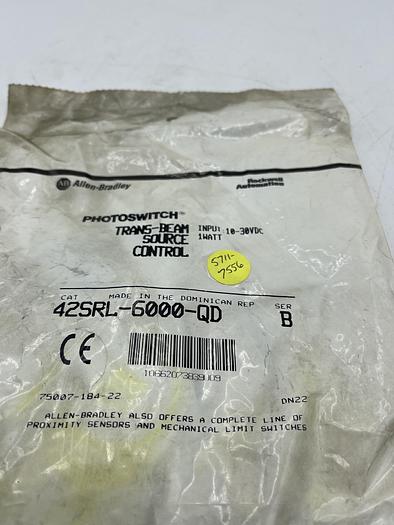 AB Allen-Bradley
Rockwell
Automation
PHOTOSWITCH®
TRANS-BEAM
SOURCE
CONTROL
INPUT 10-30VDC
1WATT
5711-
7556
CAT MADE IN THE DOMINICAN REP SER
42SRL-6000-QD B
CE
10662073839U09
75007-184-22 DN22
ALLEN-BRADLEY ALSO OFFERS A COMPLETE LINE OF
PROXIMITY SENSORS AND MECHANICAL LIMIT SWITCHES